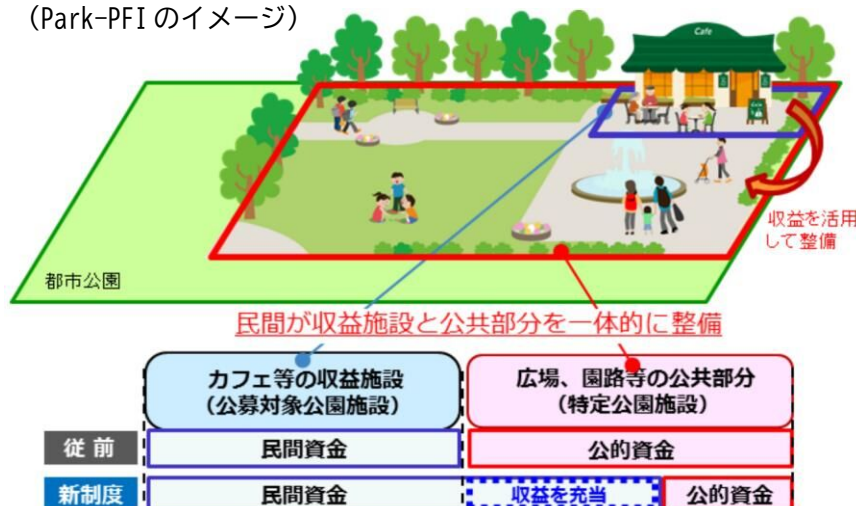 （Park-PFIのイメージ）
Cafe
収益を活用
して整備
都市公園
民間が収益施設と公共部分を一体的に整備
カフェ等の収益施設
（公募対象公園施設）
広場、園路等の公共部分
（特定公園施設）
従前
民間資金
公的資金
新制度
民間資金
収益を充当
公的資金